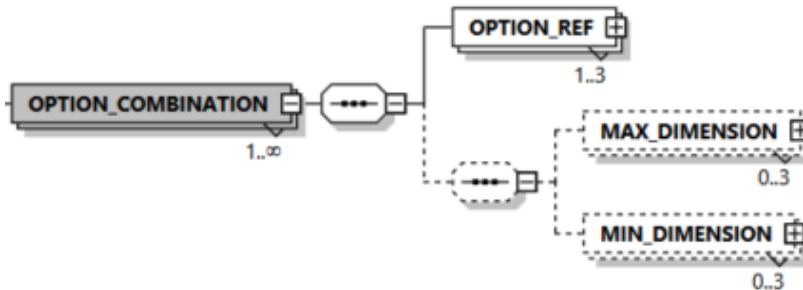 OPTION_REF
1..3
OPTION_COMBINATION
1..∞
MAX_DIMENSION
0..3
MIN_DIMENSION
0..3